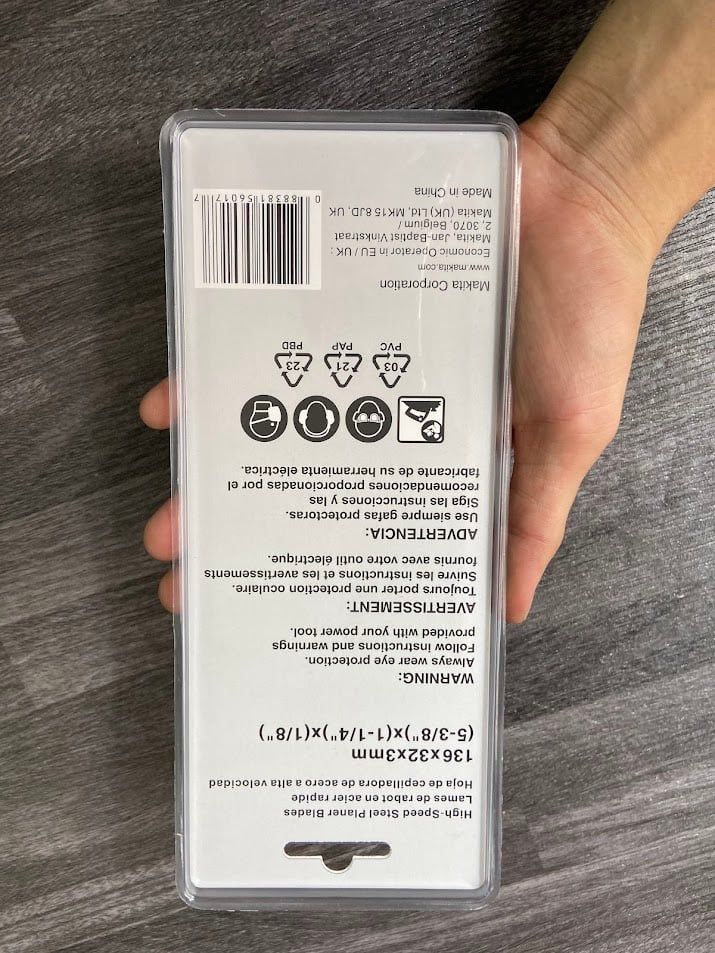 High-Speed Steel Planer Blades
Lames de rabot en acier rapide
Hoja de cepilladora de acero a alta velocidad
136x32x3mm
(5-3/8")x(1-1/4")x(1/8")
WARNING:
Always wear eye protection.
Follow instructions and warnings
provided with your power tool.
AVERTISSEMENT:
Toujours porter une protection oculaire.
Suivre les instructions et les avertissements
fournis avec votre outil électrique.
ADVERTENCIA:
Use siempre gafas protectoras.
Siga las instrucciones y las
recomendaciones proporcionadas por el
fabricante de su herramienta eléctrica.
03 21 23
PVC PAP PBD
Makita Corporation
www.makita.com
Economic Operator in EU / UK :
Makita, Jan-Baptist Vinkstraat
2, 3070, Belgium /
Makita (UK) Ltd, MK15 8JD, UK
Made in China
0 88381 56017 7